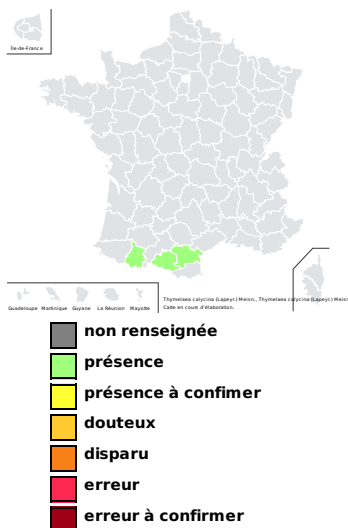 Île-de-France
Guadeloupe Martinique Guyane La Réunion Mayotte
Thymelaea calycina (Lapeyr.) Meisn., Thymelaea calycina (Lapeyr.) Meisn
Carte en cours d'élaboration.
non renseignée
présence
présence à confimer
douteux
disparu
erreur
erreur à confirmer